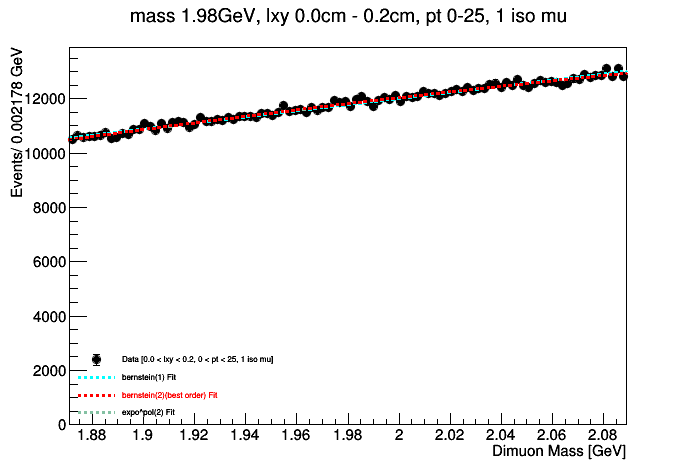 mass 1.98GeV, lxy 0.0cm - 0.2cm, pt 0-25, 1 iso mu
Events/ 0.002178 GeV
12000
10000
8000
6000
4000
2000
0
Data [0.0 < lxy < 0.2, 0 < pt < 25, 1 iso mu]
bernstein(1) Fit
bernstein(2)(best order) Fit
expo^pol(2) Fit
1.88 1.9 1.92 1.94 1.96 1.98 2 2.02 2.04 2.06 2.08
Dimuon Mass [GeV]